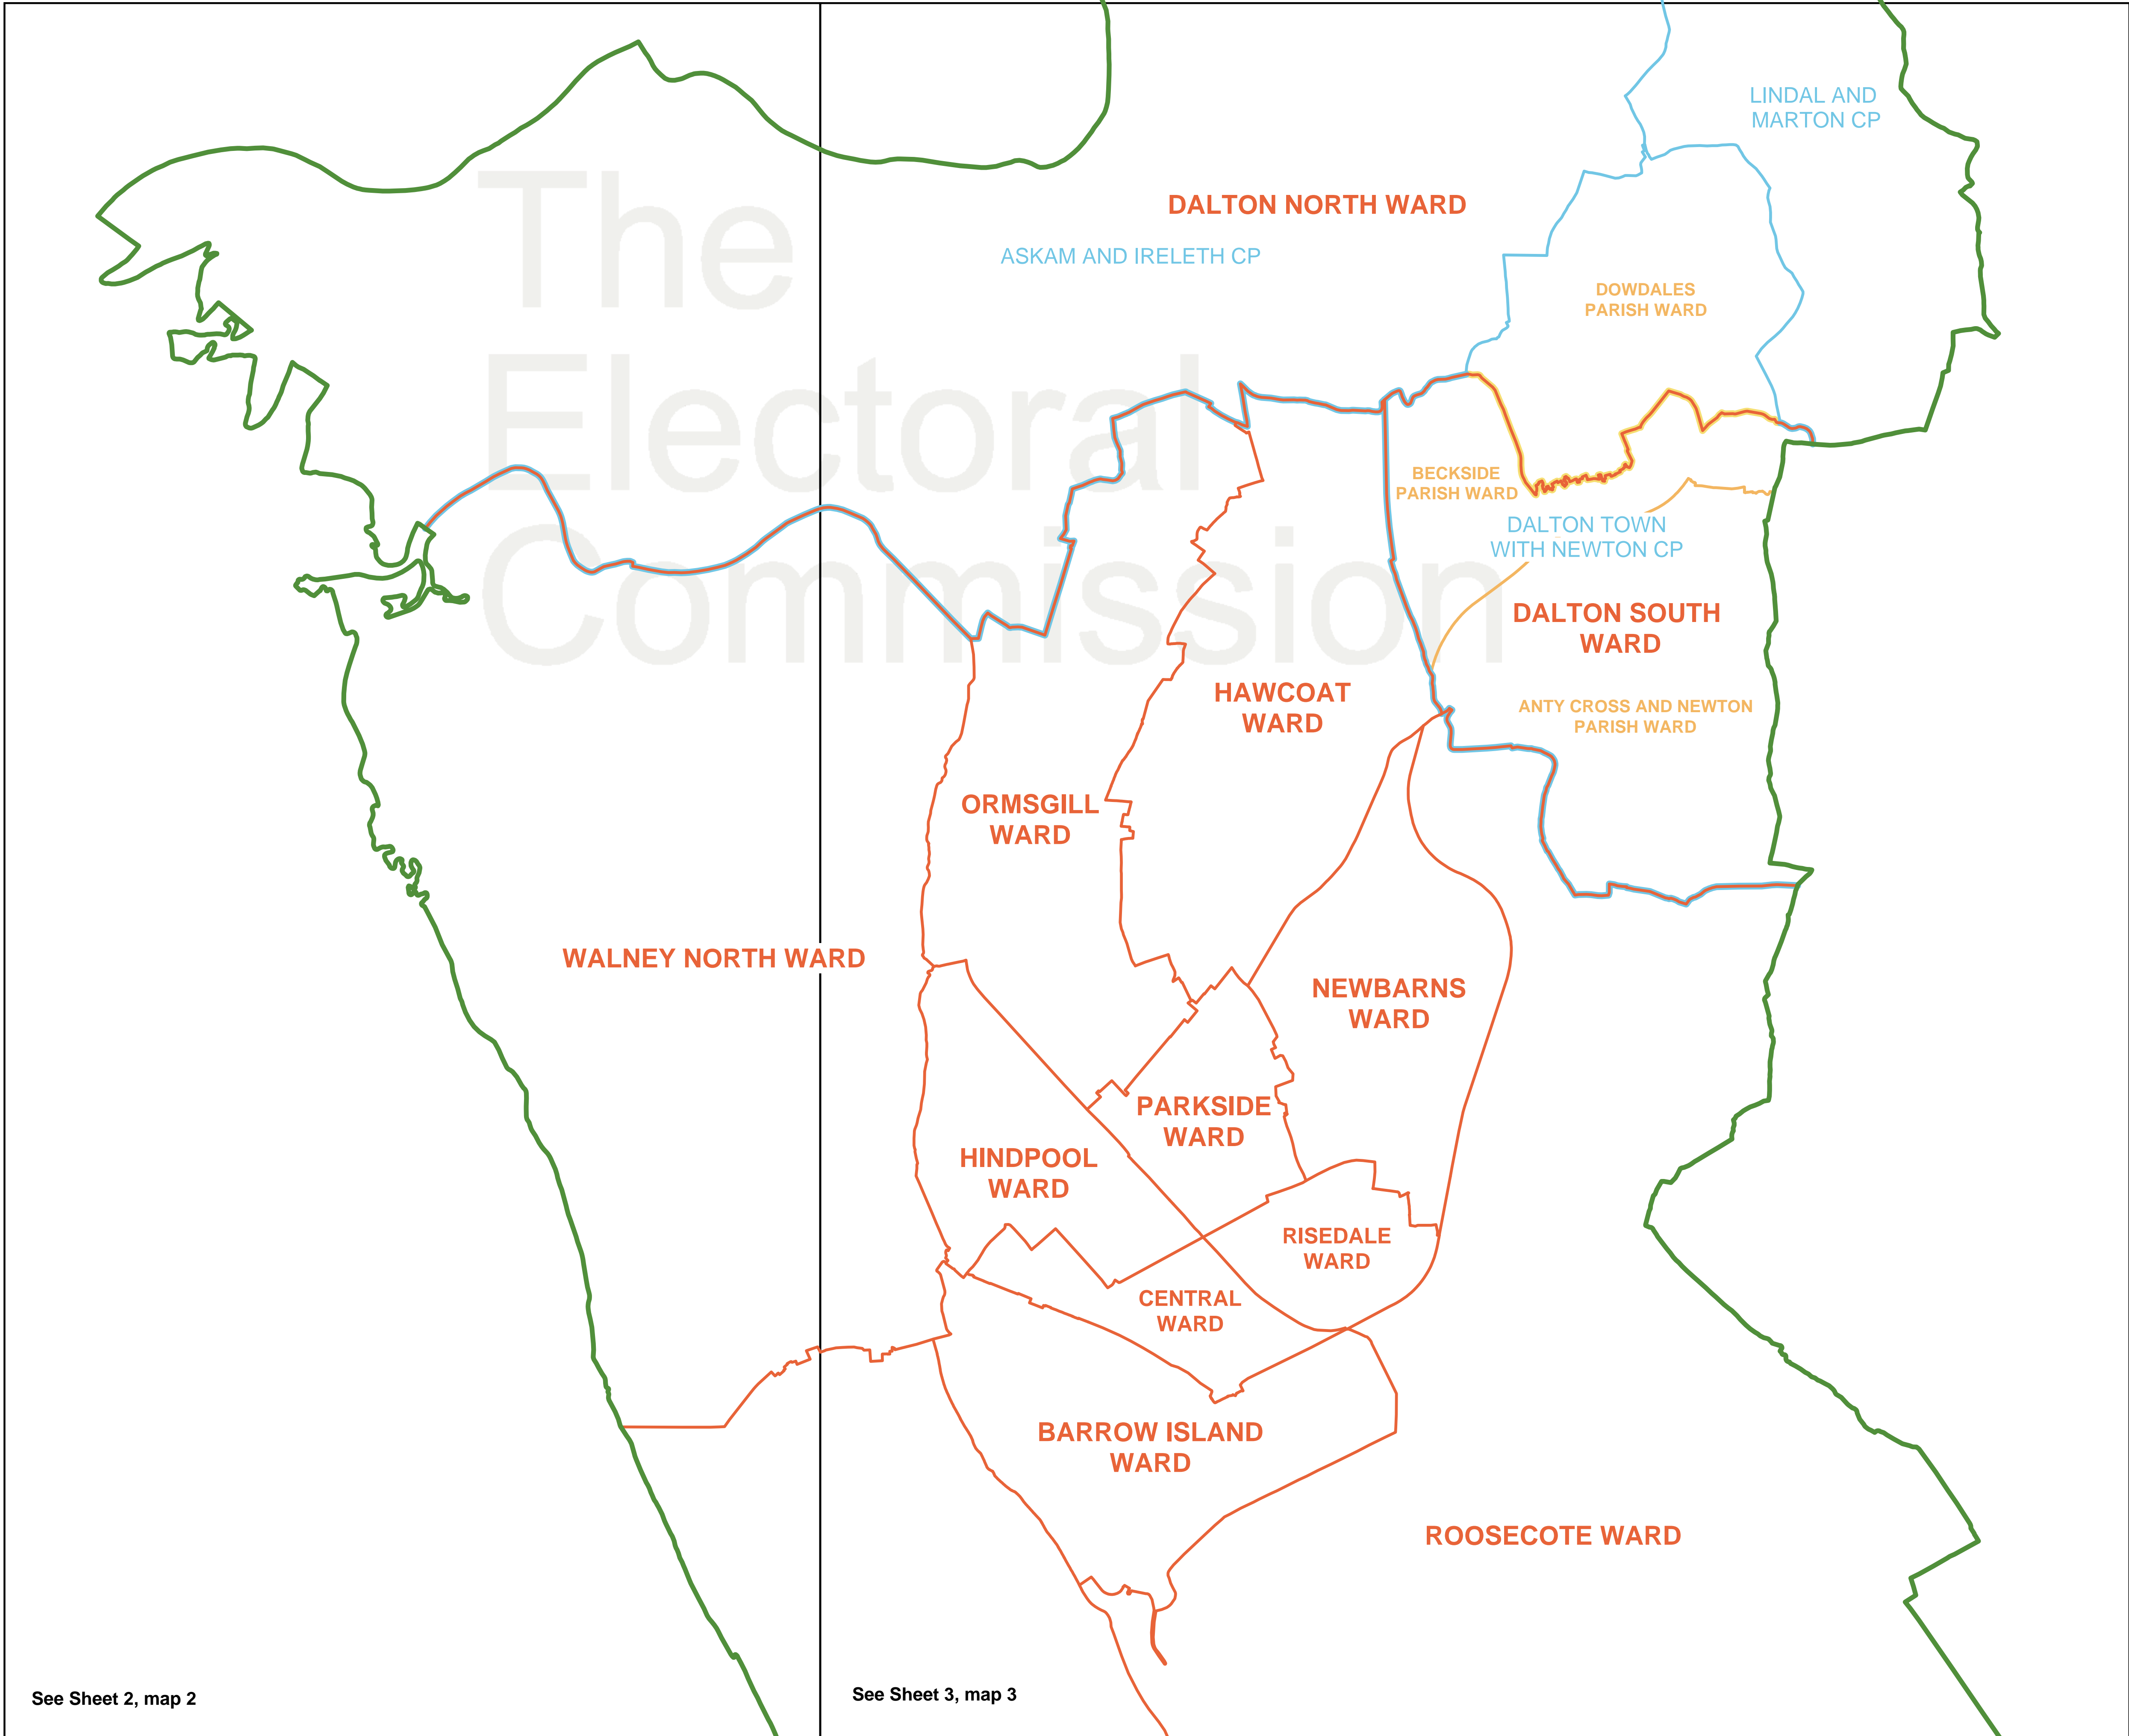 The
Electoral
Commission
LINDAL AND
MARTON CP
DALTON NORTH WARD
ASKAM AND IRELETH CP
DOWDALES
PARISH WARD
BECKSIDE
PARISH WARD
DALTON TOWN
WITH NEWTON CP
DALTON SOUTH
WARD
HAWCOAT
WARD
ANTY CROSS AND NEWTON
PARISH WARD
ORMSGILL
WARD
WALNEY NORTH WARD
NEWBARNS
WARD
PARKSIDE
WARD
HINDPOOL
WARD
RISEDALE
WARD
CENTRAL
WARD
BARROW ISLAND
WARD
ROOSECOTE WARD
See Sheet 2, map 2
See Sheet 3, map 3